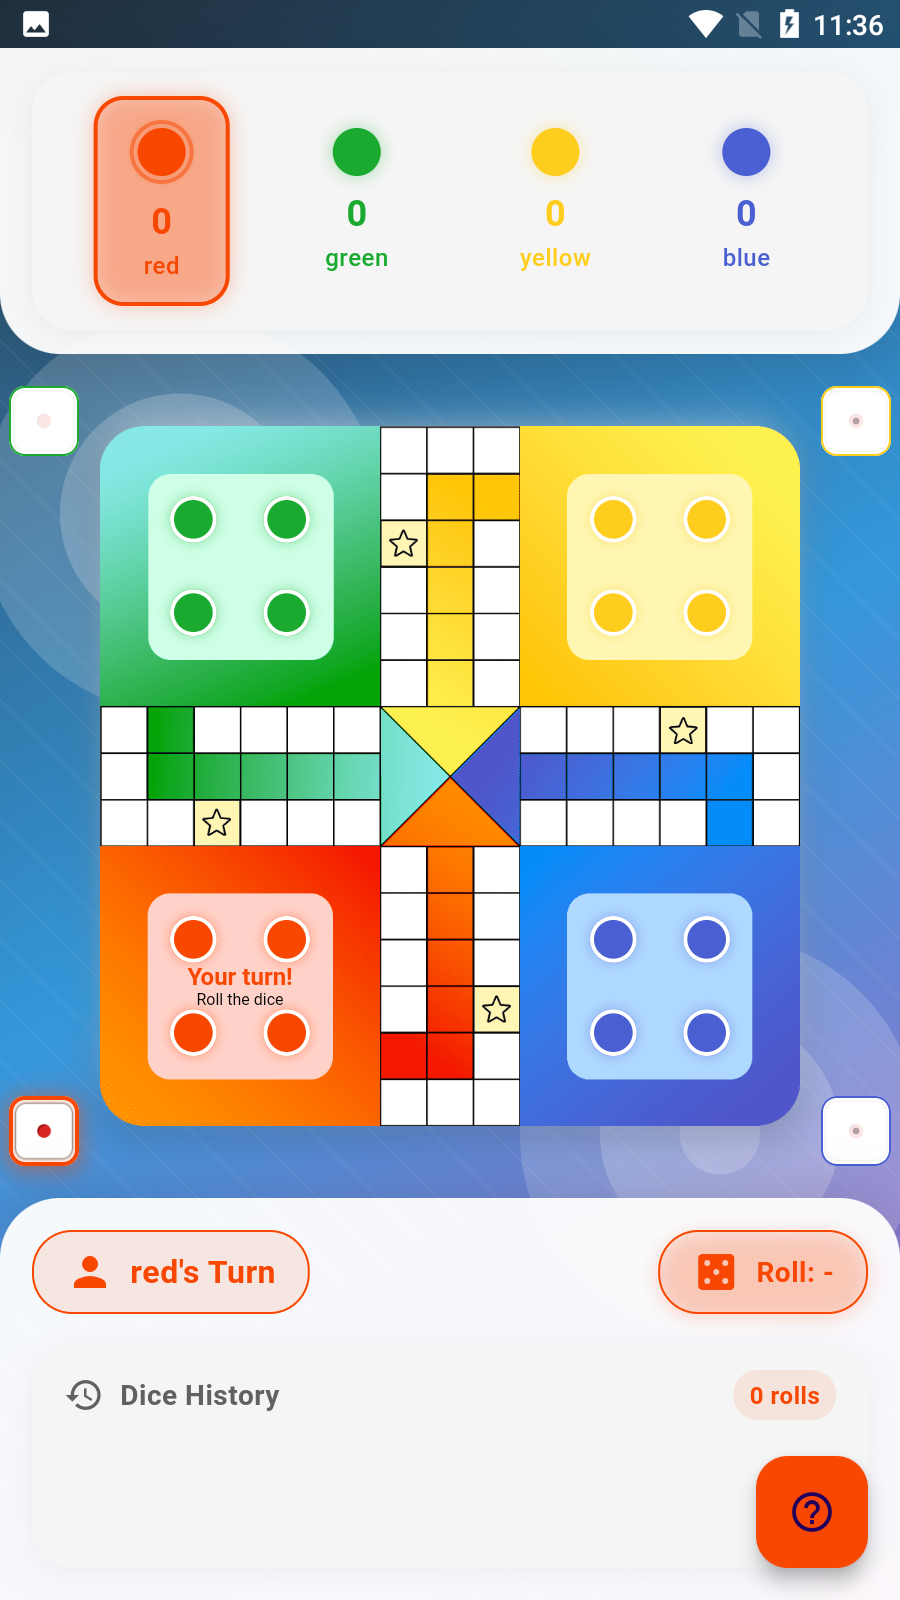 11:36
0
red
0
green
0
yellow
0
blue
Your turn!
Roll the dice
red's Turn
Roll: -
Dice History
0 rolls